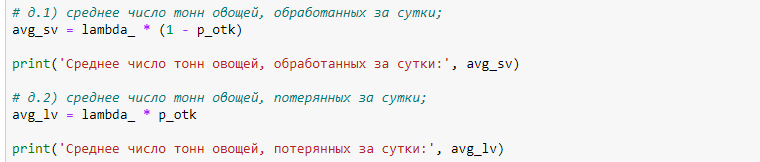 # д.1) среднее число тонн овощей, обработанных за сутки;
avg_sv = lambda_ * (1 - p_otk)
print('Среднее число тонн овощей, обработанных за сутки:', avg_sv)
# д.2) среднее число тонн овощей, потерянных за сутки;
avg_lv = lambda_ * p_otk
print('Среднее число тонн овощей, потерянных за сутки:', avg_lv)